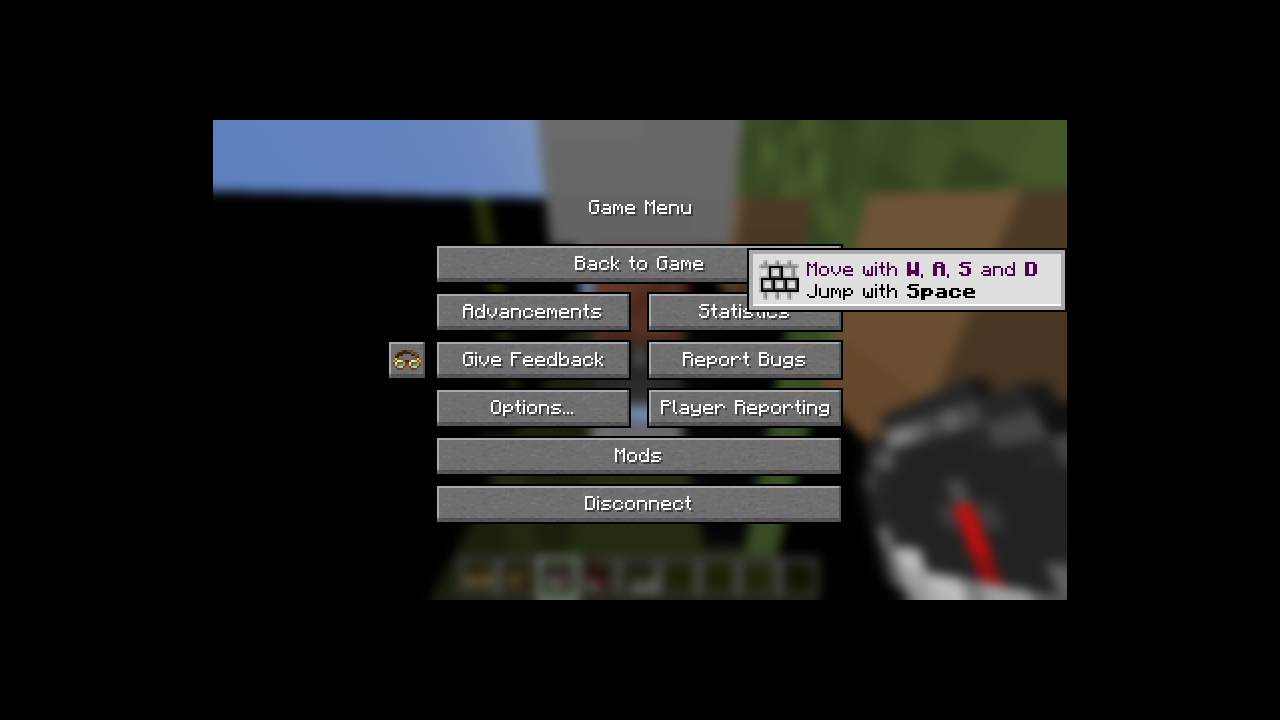 Game Menu
Back to Game
Move with W, A, S and D
Jump with Space
Advancements
Statistics
Give Feedback
Report Bugs
Options...
Player Reporting
Mods
Disconnect